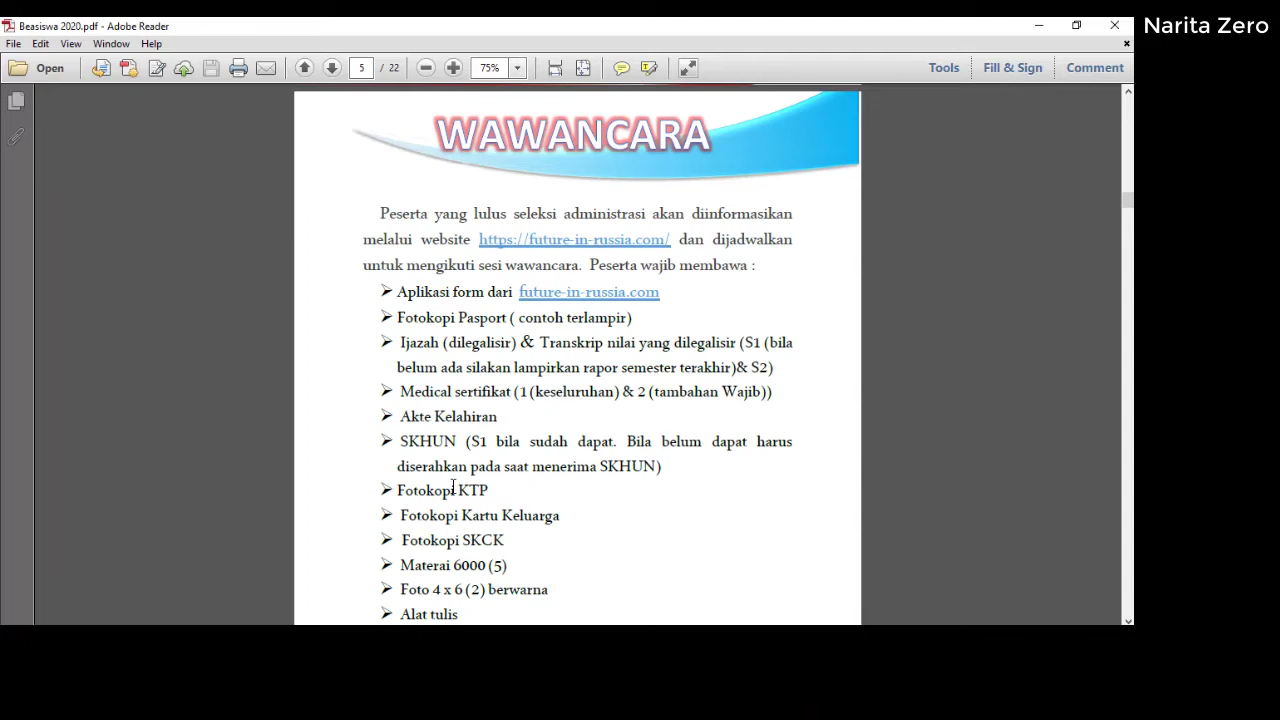 Beasiswa 2020.pdf - Adobe Reader
Narita Zero
File Edit View Window Help
Open 5 / 22 75% Tools Fill & Sign Comment
WAWANCARA
Peserta yang lulus seleksi administrasi akan diinformasikan
melalui website https://future-in-russia.com/ dan dijadwalkan
untuk mengikuti sesi wawancara. Peserta wajib membawa :
➢ Aplikasi form dari future-in-russia.com
➢ Fotokopi Pasport ( contoh terlampir)
➢ Ijazah (dilegalisir) & Transkrip nilai yang dilegalisir (S1 (bila
belum ada silakan lampirkan rapor semester terakhir)& S2)
➢ Medical sertifikat (1 (keseluruhan) & 2 (tambahan Wajib))
➢ Akte Kelahiran
➢ SKHUN (S1 bila sudah dapat. Bila belum dapat harus
diserahkan pada saat menerima SKHUN)
➢ Fotokopi KTP
➢ Fotokopi Kartu Keluarga
➢ Fotokopi SKCK
➢ Materai 6000 (5)
➢ Foto 4 x 6 (2) berwarna
➢ Alat tulis